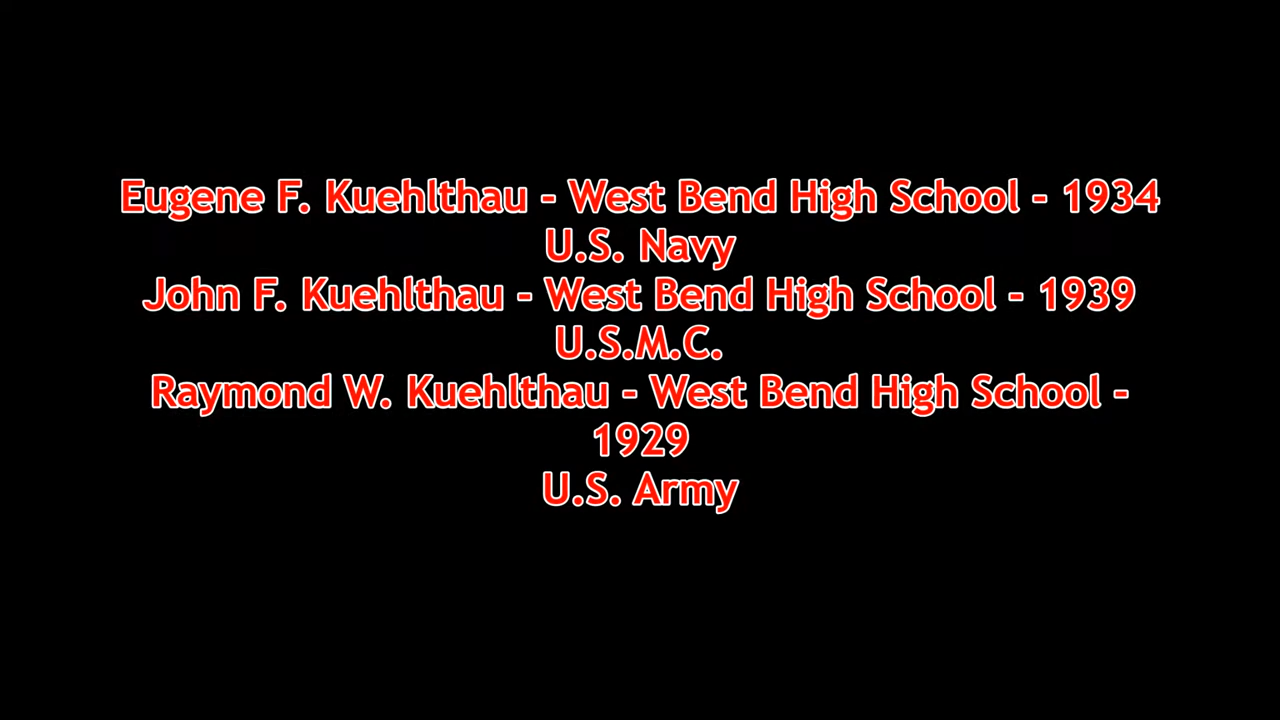 Eugene F. Kuehlthau - West Bend High School - 1934
U.S. Navy
John F. Kuehlthau - West Bend High School - 1939
U.S.M.C.
Raymond W. Kuehlthau - West Bend High School -
1929
U.S. Army